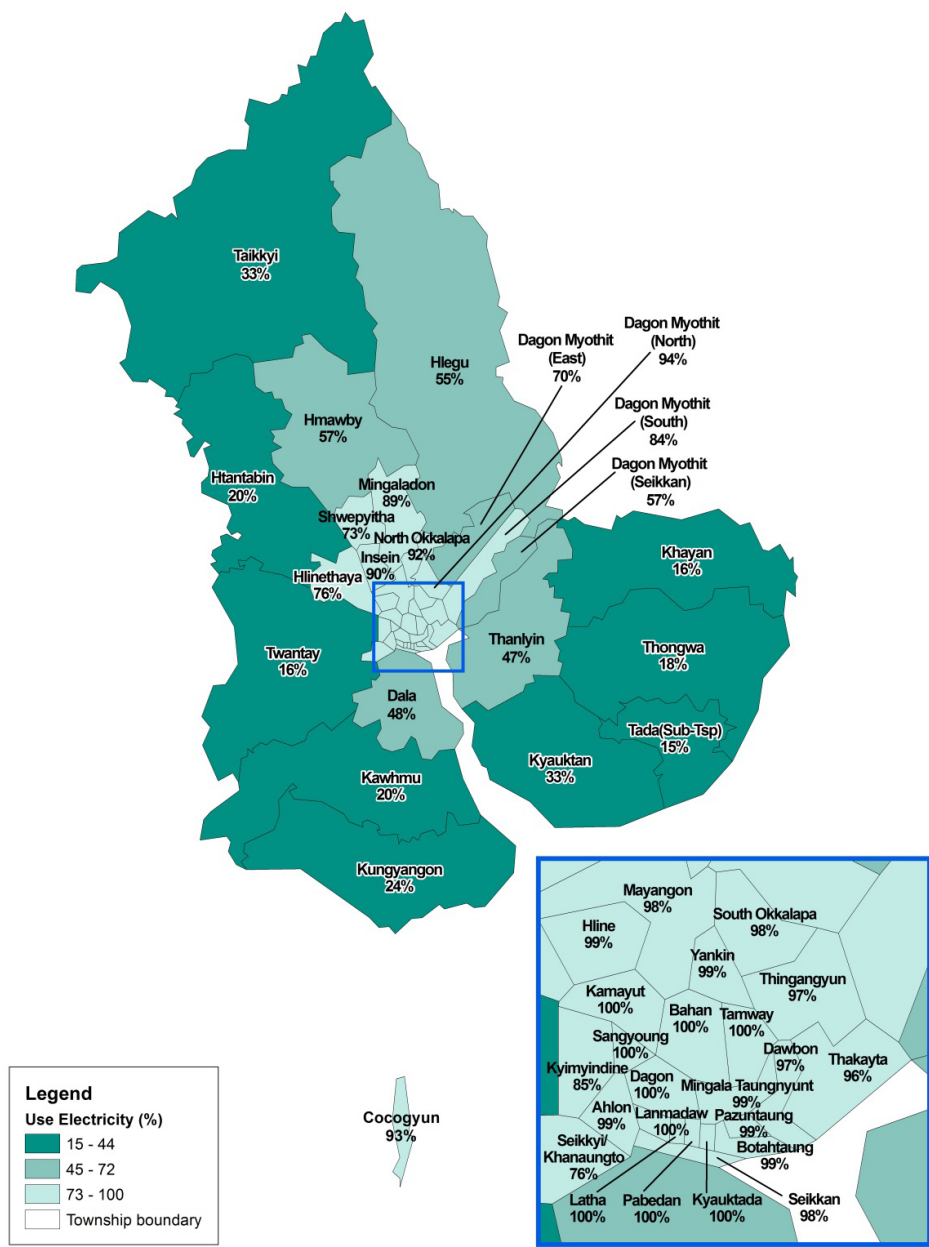 Taikkyi
33%
Hlegu
55%
Dagon Myothit
(East)
70%
Dagon Myothit
(North)
94%
Dagon Myothit
(South)
84%
Dagon Myothit
(Seikkan)
57%
Hmawby
57%
Htantabin
20%
Mingaladon
89%
Shwepyitha
73%
North Okkalapa
92%
Insein
90%
Hlinethaya
76%
Khayan
16%
Thanlyin
47%
Thongwa
18%
Twantay
16%
Dala
48%
Tada(Sub-Tsp)
15%
Kyauktan
33%
Kawhmu
20%
Kungyangon
24%
Mayangon
98%
South Okkalapa
98%
Hline
99%
Yankin
99%
Thingangyun
97%
Kamayut
100%
Bahan
100%
Tamway
100%
Sangyoung
100%
Dawbon
97%
Thakayta
96%
Kyimyindine
85%
Dagon
100%
Mingala Taungnyunt
99%
Ahlon
99%
Lanmadaw
100%
Pazuntaung
99%
Botahtaung
99%
Seikkyi/
Khanaungto
76%
Latha
100%
Pabedan
100%
Kyauktada
100%
Seikkan
98%
Cocogyun
93%
Legend
Use Electricity (%)
15 - 44
45 - 72
73 - 100
Township boundary